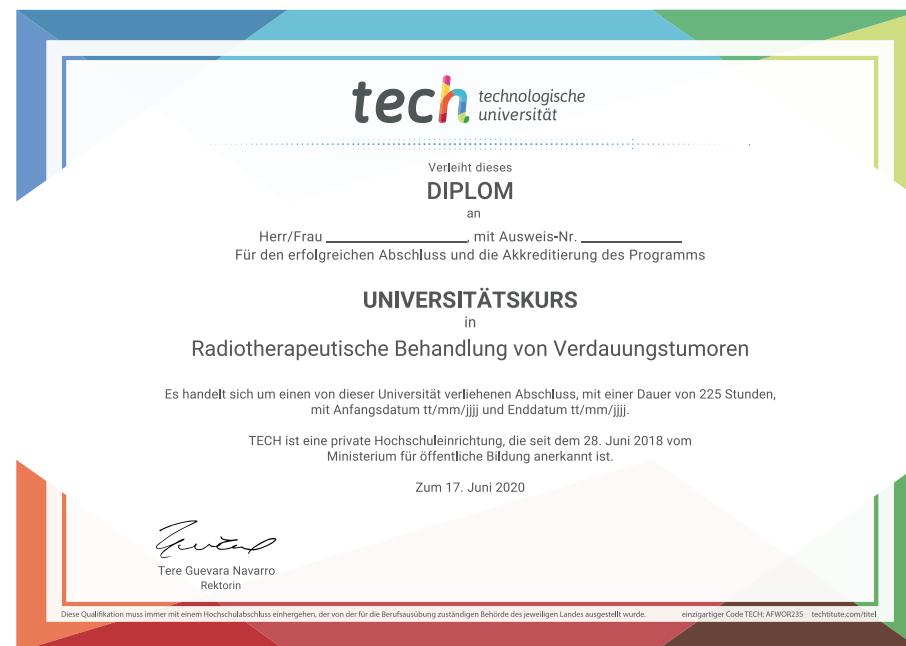 tech technologische
universität
Verleiht dieses
DIPLOM
an
Herr/Frau ____________________, mit Ausweis-Nr. ______________
Für den erfolgreichen Abschluss und die Akkreditierung des Programms
UNIVERSITÄTSKURS
in
Radiotherapeutische Behandlung von Verdauungstumoren
Es handelt sich um einen von dieser Universität verliehenen Abschluss, mit einer Dauer von 225 Stunden,
mit Anfangsdatum tt/mm/jjjj und Enddatum tt/mm/jjjj.
TECH ist eine private Hochschuleinrichtung, die seit dem 28. Juni 2018 vom
Ministerium für öffentliche Bildung anerkannt ist.
Zum 17. Juni 2020
Tere Guevara Navarro
Rektorin
Diese Qualifikation muss immer mit einem Hochschulabschluss einhergehen, der von der für die Berufsausübung zuständigen Behörde des jeweiligen Landes ausgestellt wurde. einzigartiger Code TECH: AFWOR23S techtitute.com/titel